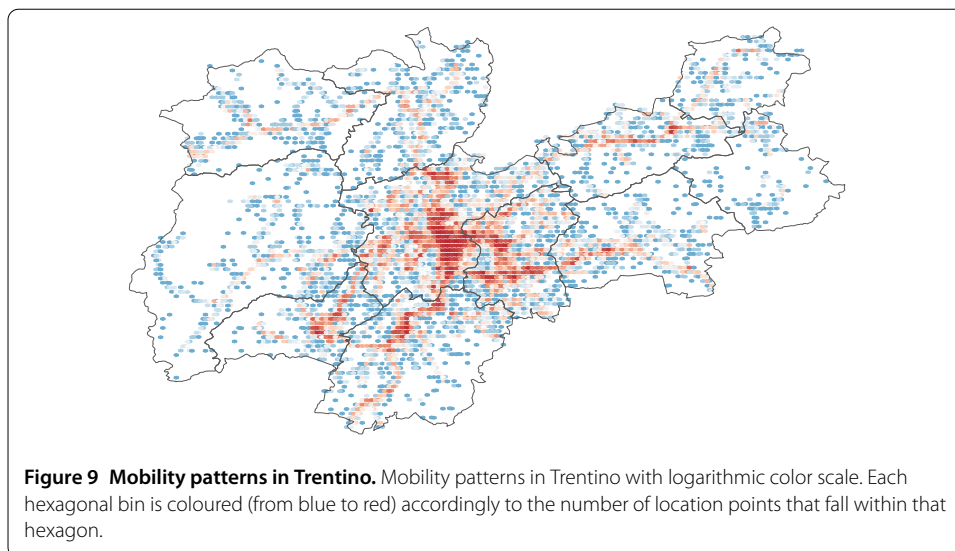 Figure 9 Mobility patterns in Trentino. Mobility patterns in Trentino with logarithmic color scale. Each
hexagonal bin is coloured (from blue to red) accordingly to the number of location points that fall within that
hexagon.